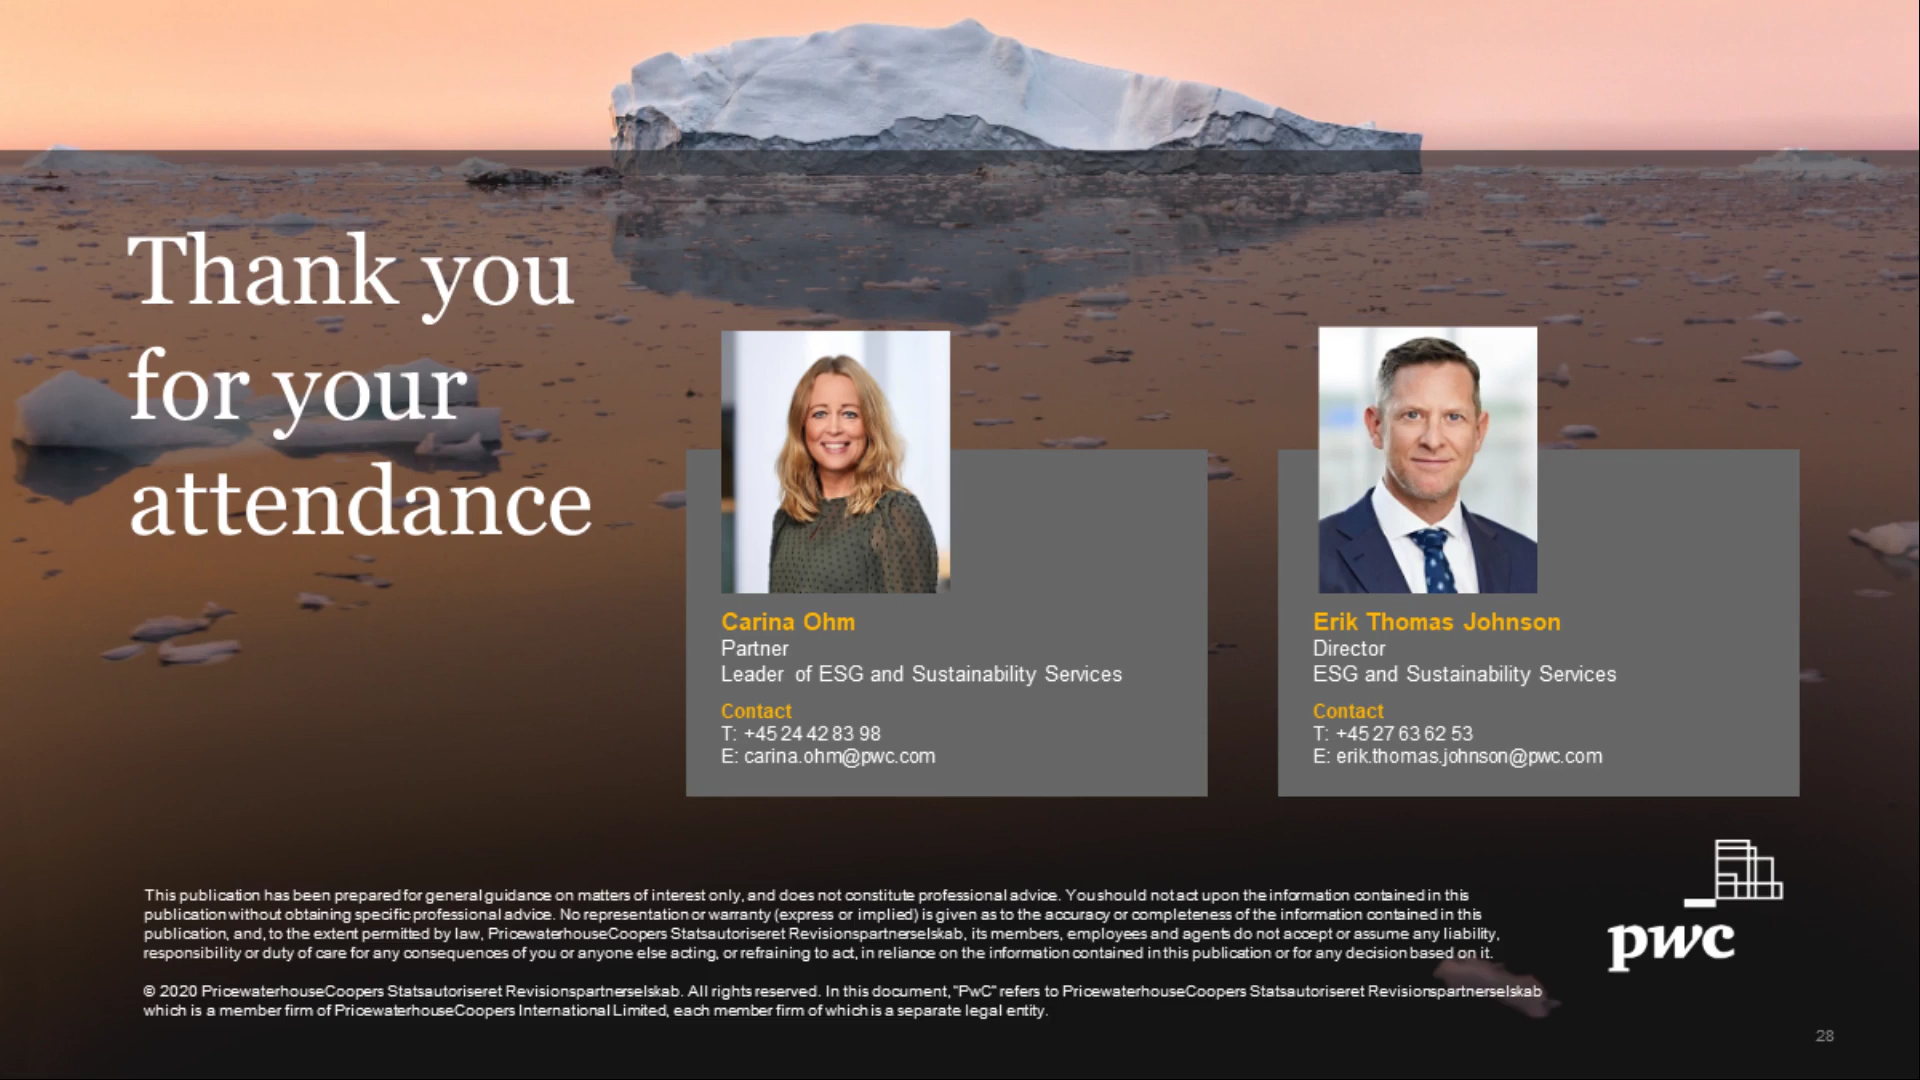 Thank you
for your
attendance
Carina Ohm
Partner
Leader of ESG and Sustainability Services
Contact
T: +45 24 42 83 98
E: carina.ohm@pwc.com
Erik Thomas Johnson
Director
ESG and Sustainability Services
Contact
T: +45 27 63 62 53
E: erik.thomas.johnson@pwc.com
This publication has been prepared for general guidance on matters of interest only, and does not constitute professional advice. You should not act upon the information contained in this
publication without obtaining specific professional advice. No representation or warranty (express or implied) is given as to the accuracy or completeness of the information contained in this
publication, and, to the extent permitted by law, PricewaterhouseCoopers Statsautoriseret Revisionspartnerselskab, its members, employees and agents do not accept or assume any liability,
responsibility or duty of care for any consequences of you or anyone else acting, or refraining to act, in reliance on the information contained in this publication or for any decision based on it.
© 2020 PricewaterhouseCoopers Statsautoriseret Revisionspartnerselskab. All rights reserved. In this document, "PwC" refers to PricewaterhouseCoopers Statsautoriseret Revisionspartnerselskab
which is a member firm of PricewaterhouseCoopers International Limited, each member firm of which is a separate legal entity.
pwc
28